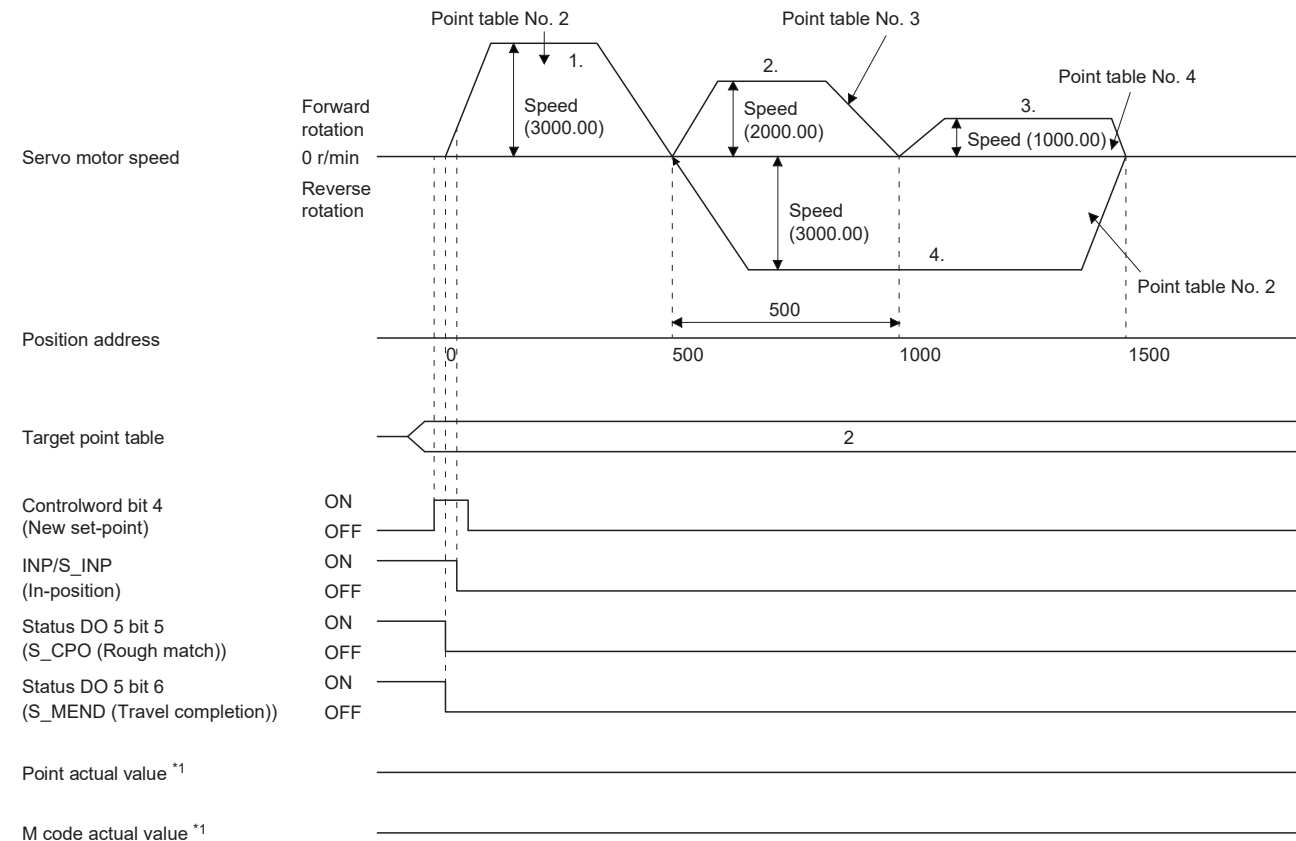 Point table No. 2
Point table No. 3
1.
2.
Point table No. 4
3.
Forward
rotation
Speed
(3000.00)
Speed
(2000.00)
Speed (1000.00)
Servo motor speed
0 r/min
Reverse
rotation
Speed
(3000.00)
4.
Point table No. 2
500
Position address
0
500
1000
1500
Target point table
2
Controlword bit 4
(New set-point)
ON
OFF
INP/S_INP
(In-position)
ON
OFF
Status DO 5 bit 5
(S_CPO (Rough match))
ON
OFF
Status DO 5 bit 6
(S_MEND (Travel completion))
ON
OFF
Point actual value *1
M code actual value *1